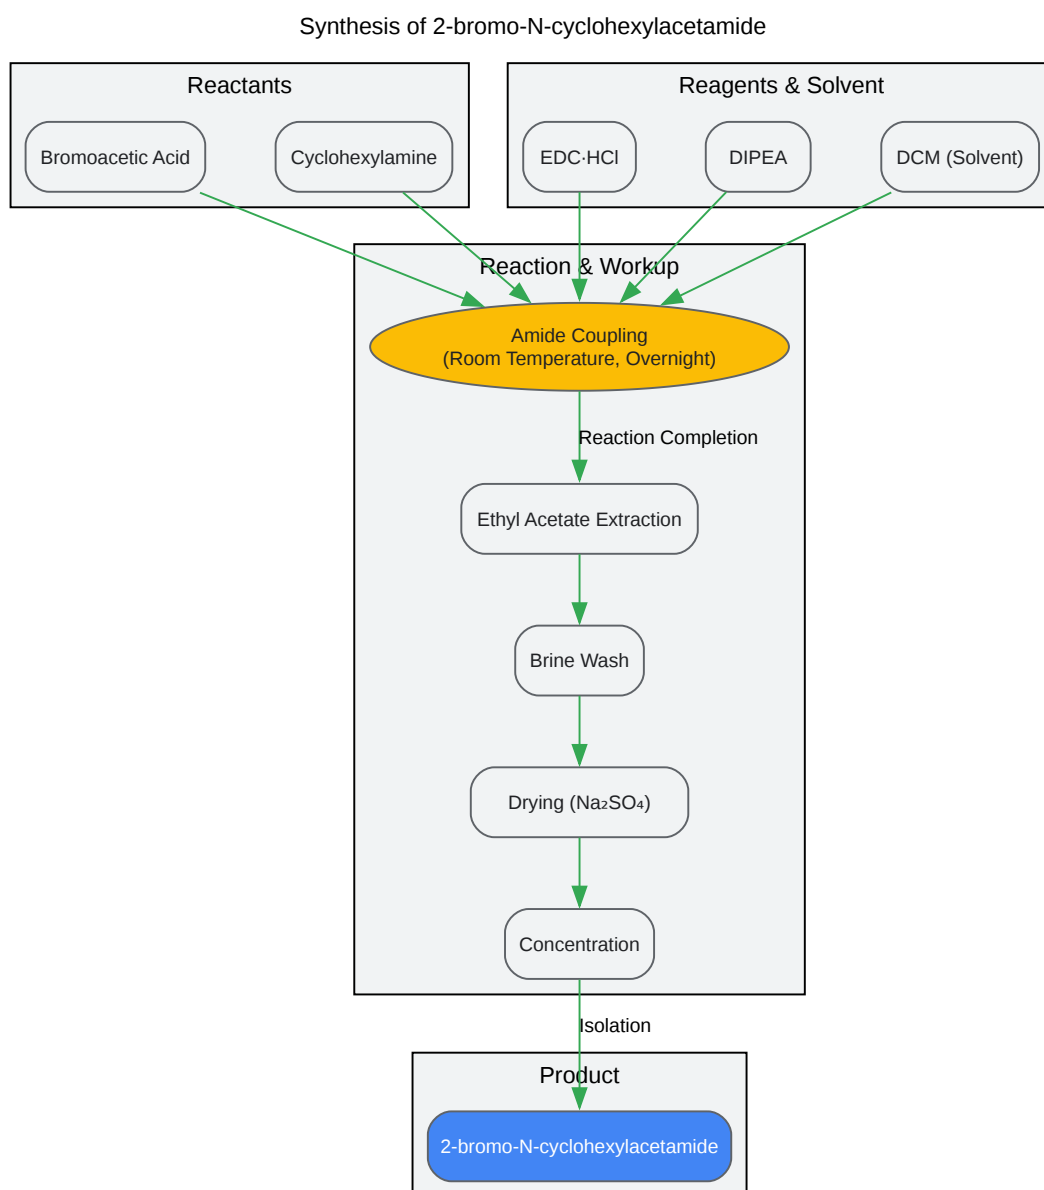 Synthesis of 2-bromo-N-cyclohexylacetamide
Reactants
Reagents & Solvent
Bromoacetic Acid
Cyclohexylamine
EDC·HCl
DIPEA
DCM (Solvent)
Reaction & Workup
Amide Coupling
(Room Temperature, Overnight)
Reaction Completion
Ethyl Acetate Extraction
Brine Wash
Drying (Na₂SO₄)
Concentration
Isolation
Product
2-bromo-N-cyclohexylacetamide